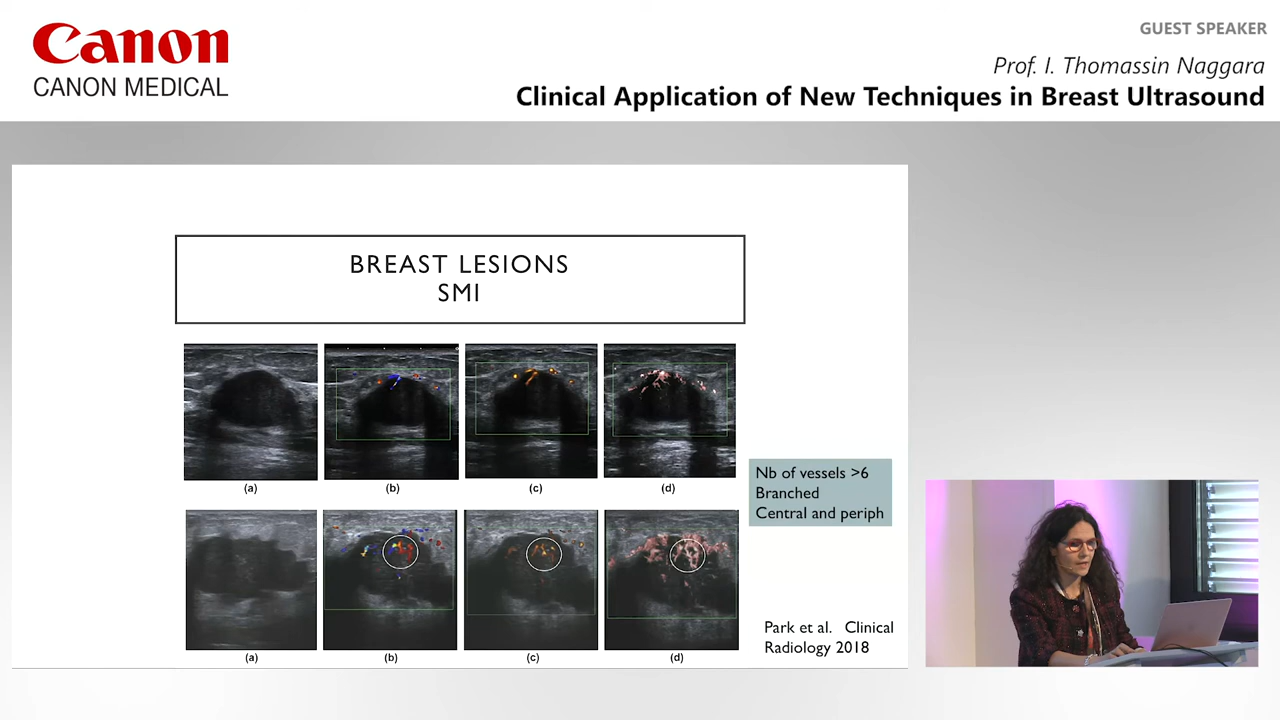 Canon
CANON MEDICAL
GUEST SPEAKER
Prof. I. Thomassin Naggara
Clinical Application of New Techniques in Breast Ultrasound
BREAST LESIONS
SMI
(a) (b) (c) (d)
Nb of vessels >6
Branched
Central and periph
(a) (b) (c) (d)
Park et al. Clinical
Radiology 2018